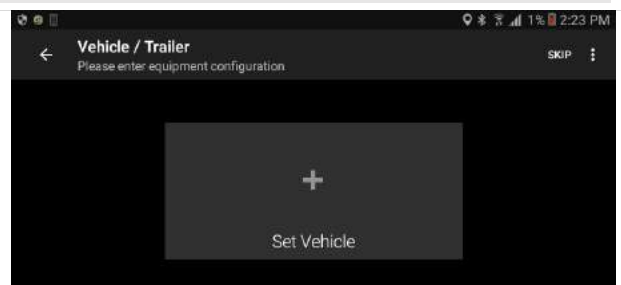 1% 2:23 PM
Vehicle / Trailer
Please enter equipment configuration
SKIP
+
Set Vehicle